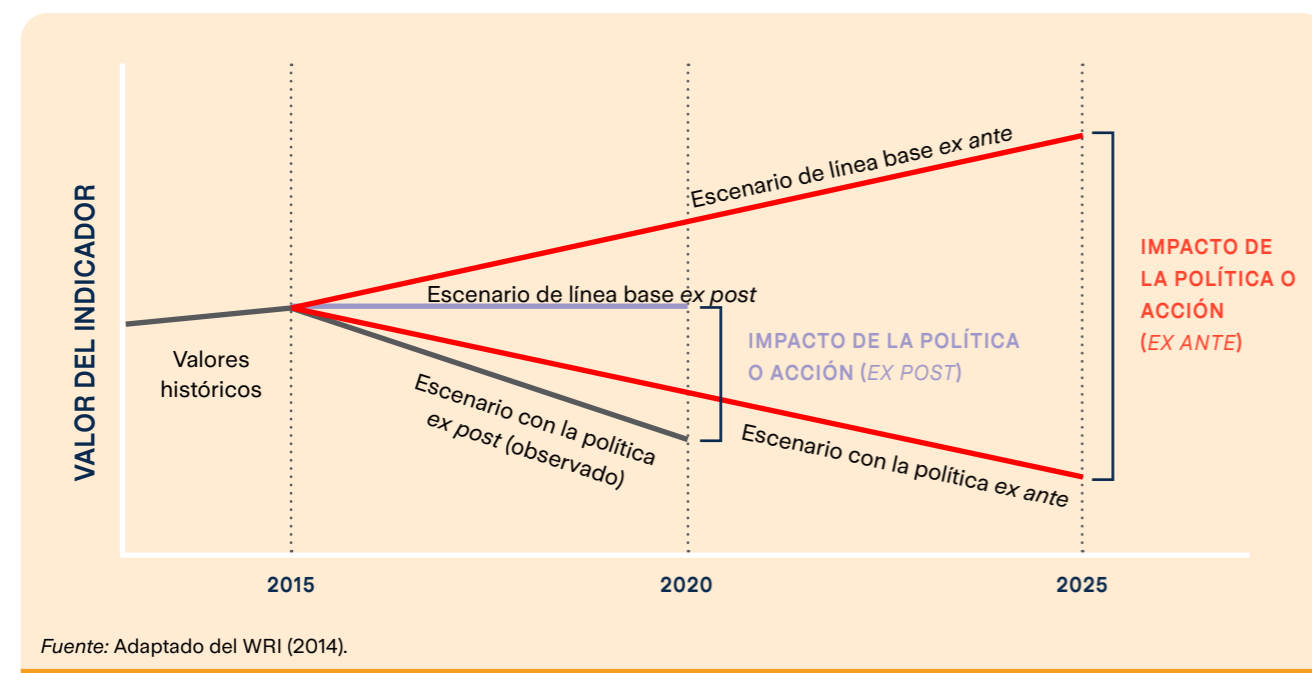 VALOR DEL INDICADOR
Escenario de línea base ex ante
Escenario de línea base ex post
Valores
históricos
Escenario con la política
ex post (observado)
IMPACTO DE LA POLÍTICA
O ACCIÓN (EX POST)
Escenario con la política ex ante
IMPACTO DE
LA POLÍTICA O
ACCIÓN
(EX ANTE)
2015
2020
2025
Fuente: Adaptado del WRI (2014).